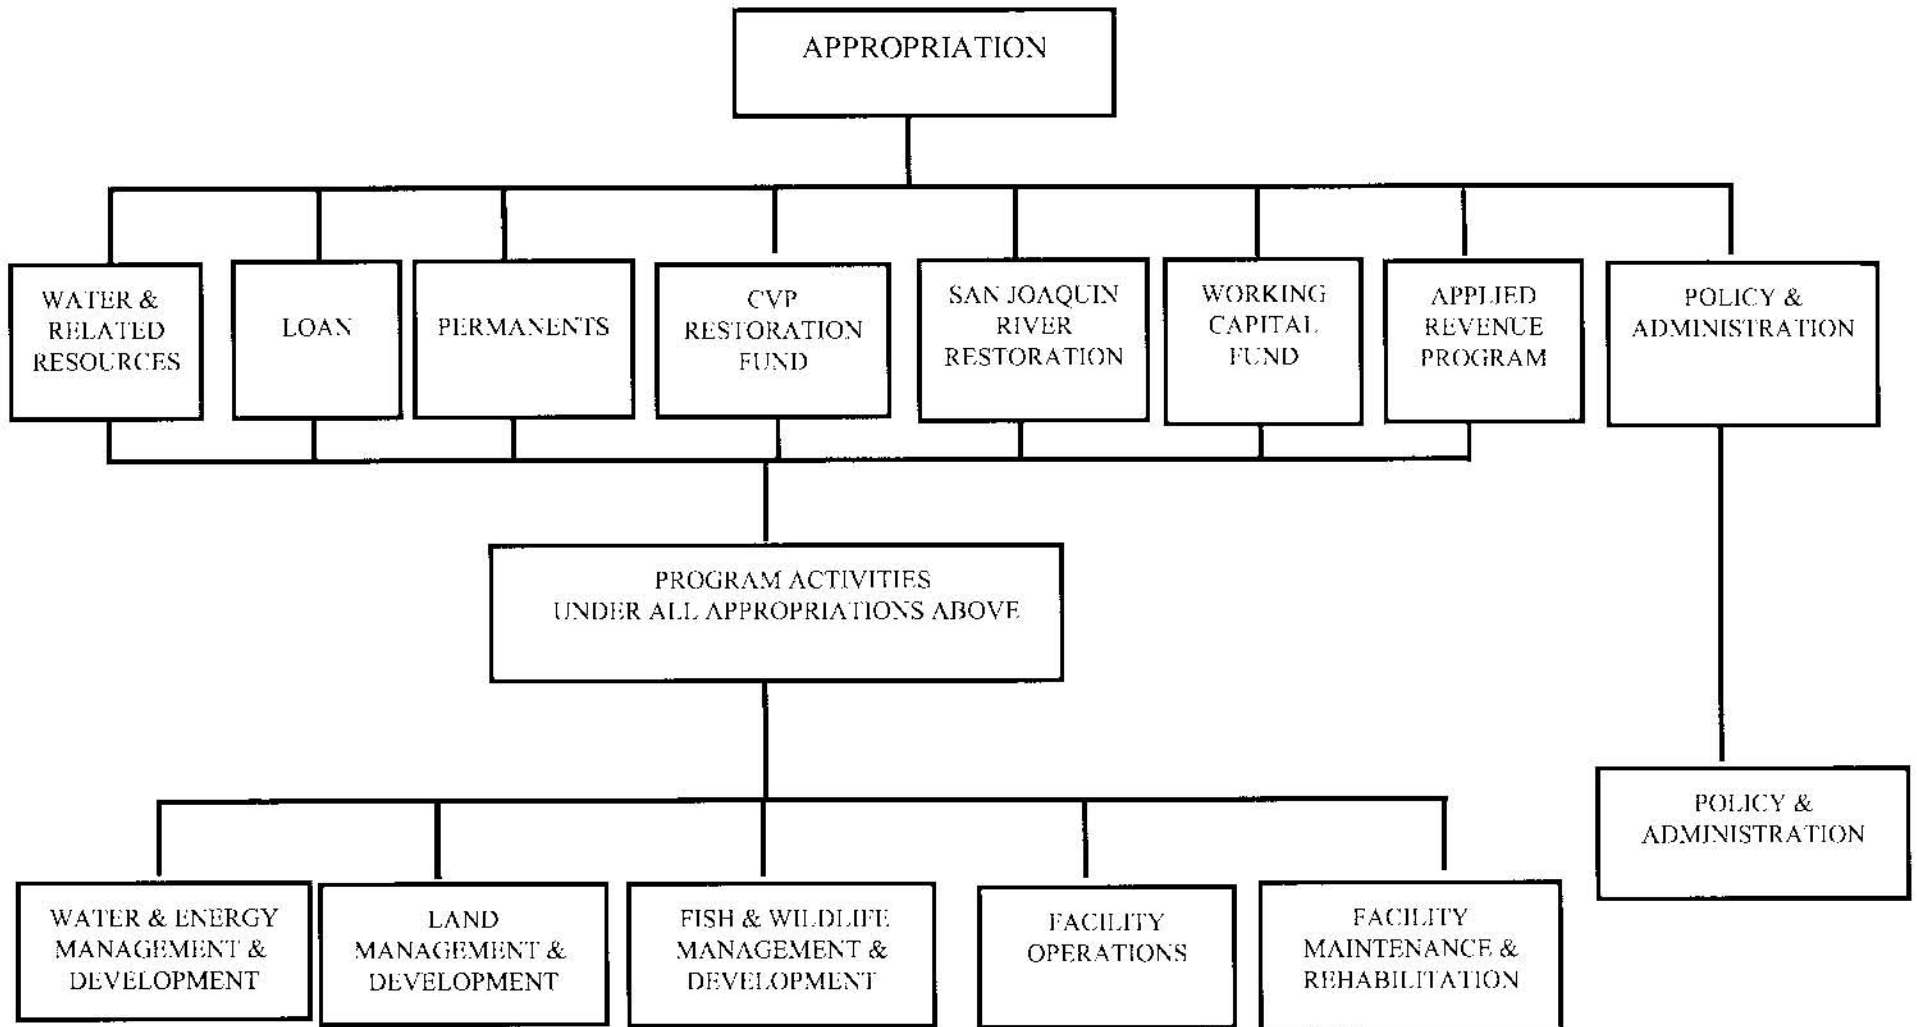 APPROPRIATION
WATER &
RELATED
RESOURCES
LOAN
PERMANENTS
CVP
RESTORATION
FUND
SAN JOAQUIN
RIVER
RESTORATION
WORKING
CAPITAL
FUND
APPLIED
REVENUE
PROGRAM
POLICY &
ADMINISTRATION
PROGRAM ACTIVITIES
UNDER ALL APPROPRIATIONS ABOVE
POLICY &
ADMINISTRATION
WATER & ENERGY
MANAGEMENT &
DEVELOPMENT
LAND
MANAGEMENT &
DEVELOPMENT
FISH & WILDLIFE
MANAGEMENT &
DEVELOPMENT
FACILITY
OPERATIONS
FACILITY
MAINTENANCE &
REHABILITATION